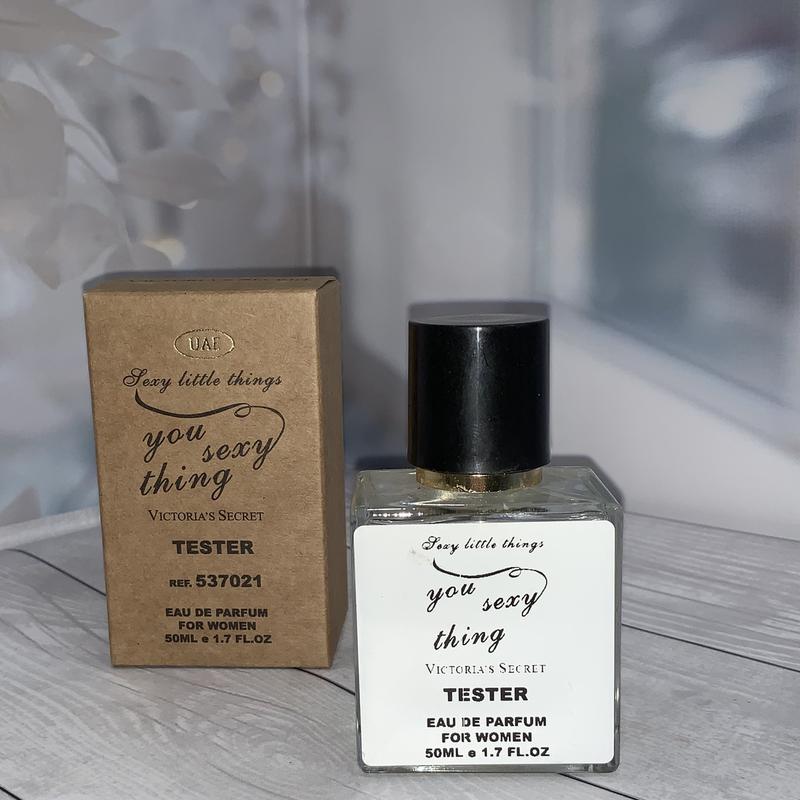 UAE
Sexy little things
you
sexy
thing
VICTORIA'S SECRET
TESTER
REF. 537021
EAU DE PARFUM
FOR WOMEN
50ML e 1.7 FL.OZ
Sexy little things
you
sexy
thing
VICTORIA'S SECRET
TESTER
EAU DE PARFUM
FOR WOMEN
50ML e 1.7 FL.OZ